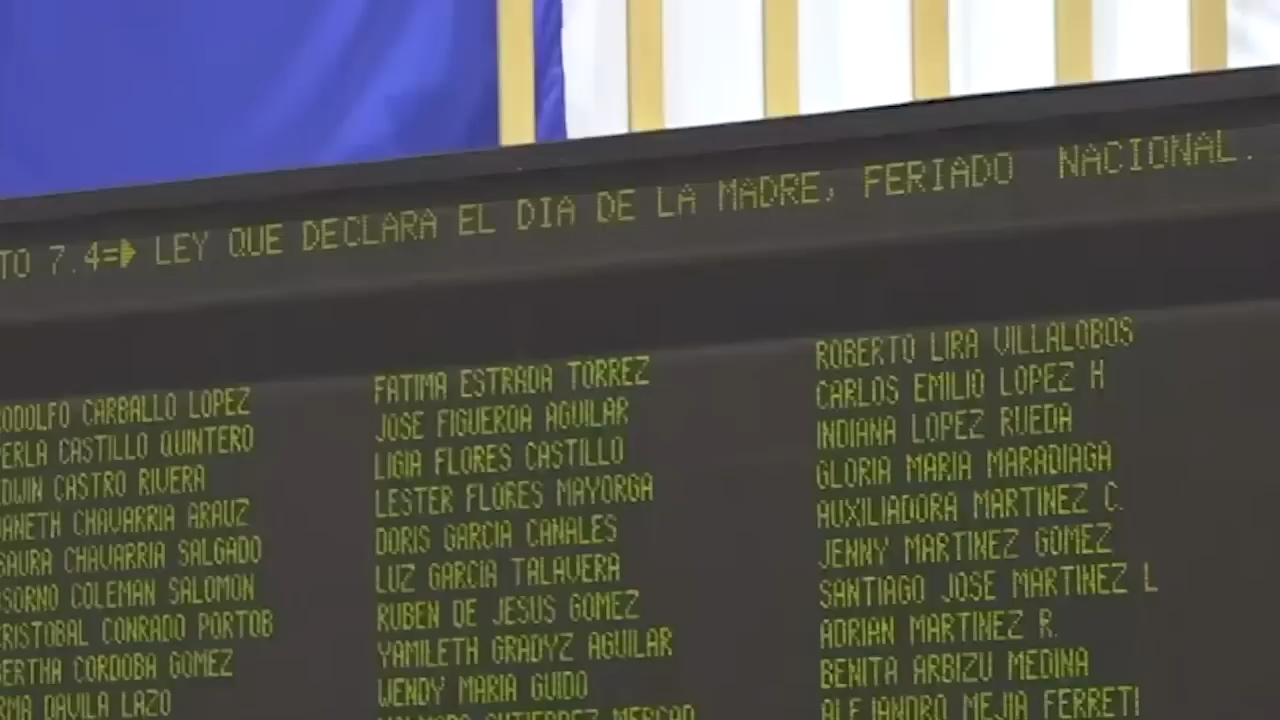 TO 7.4=▶ LEY QUE DECLARA EL DIA DE LA MADRE, FERIADO NACIONAL.
ODOLFO CARBALLO LOPEZ
ERLA CASTILLO QUINTERO
DWIN CASTRO RIVERA
ANETH CHAVARRIA ARAUZ
SAURA CHAVARRIA SALGADO
OSORNO COLEMAN SALOMON
CRISTOBAL CONRADO PORTOB
BERTHA CORDOBA GOMEZ
RMA DAVILA LAZO
FATIMA ESTRADA TORREZ
JOSE FIGUEROA AGUILAR
LIGIA FLORES CASTILLO
LESTER FLORES MAYORGA
DORIS GARCIA CANALES
LUZ GARCIA TALAVERA
RUBEN DE JESUS GOMEZ
YAMILETH GRADYZ AGUILAR
WENDY MARIA GUIDO
ROBERTO LIRA VILLALOBOS
CARLOS EMILIO LOPEZ H
INDIANA LOPEZ RUEDA
GLORIA MARIA MARADIAGA
AUXILIADORA MARTINEZ C.
JENNY MARTINEZ GOMEZ
SANTIAGO JOSE MARTINEZ L
ADRIAN MARTINEZ R.
BENITA ARBIZU MEDINA
ALEJANDRO MEJIA FERRETI